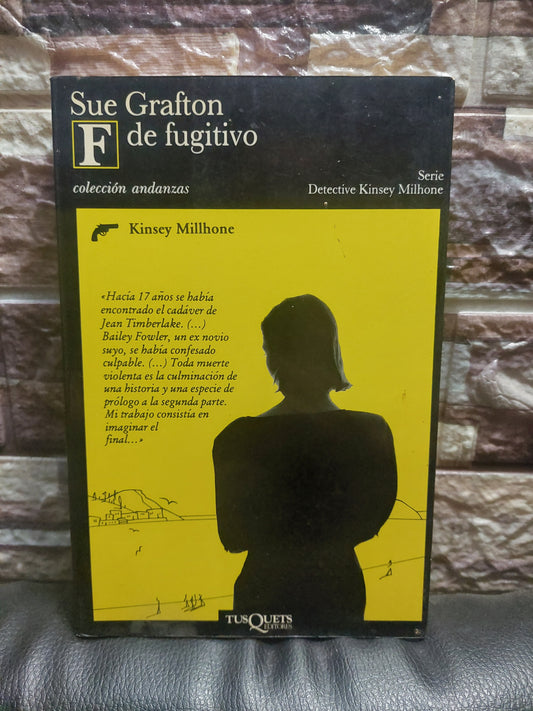 Sue Grafton
F de fugitivo
colección andanzas
Serie
Detective Kinsey Milhone
Kinsey Millhone
«Hacía 17 años se había
encontrado el cadáver de
Jean Timberlake. (...)
Bailey Fowler, un ex novio
suyo, se había confesado
culpable. (...) Toda muerte
violenta es la culminación de
una historia y una especie de
prólogo a la segunda parte.
Mi trabajo consistía en
imaginar el
final...»
TUSQUETS
EDITORES